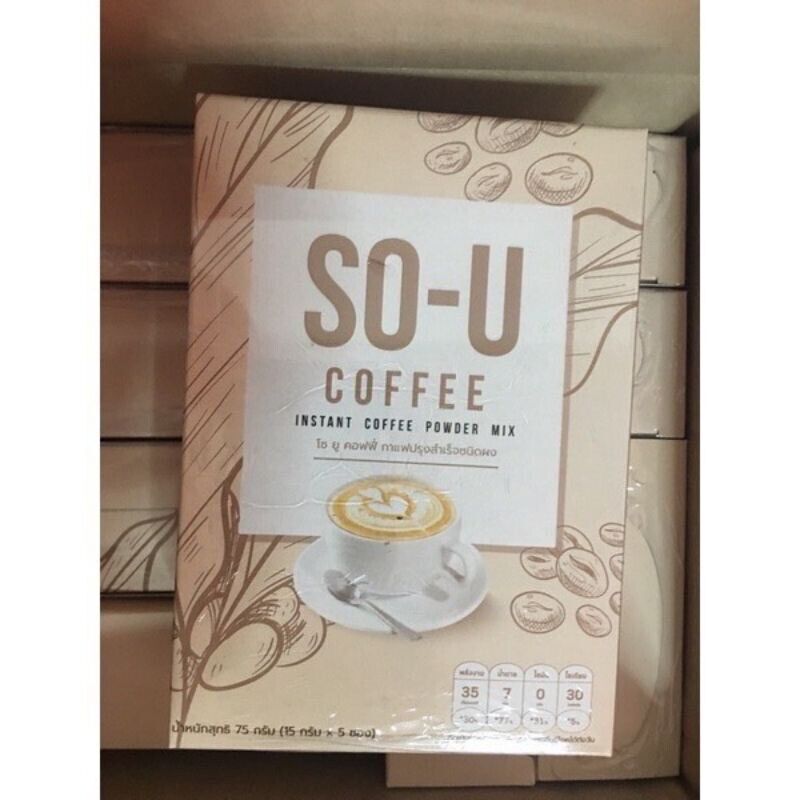 SO-U
COFFEE
INSTANT COFFEE POWDER MIX
โซ ยู คอฟฟี่ กาแฟปรุงสำเร็จชนิดผง
พลังงาน น้ำตาล ไขมัน โซเดียม
35 7 0 30
น้ำหนักสุทธิ 75 กรัม (15 กรัม x 5 ซอง)